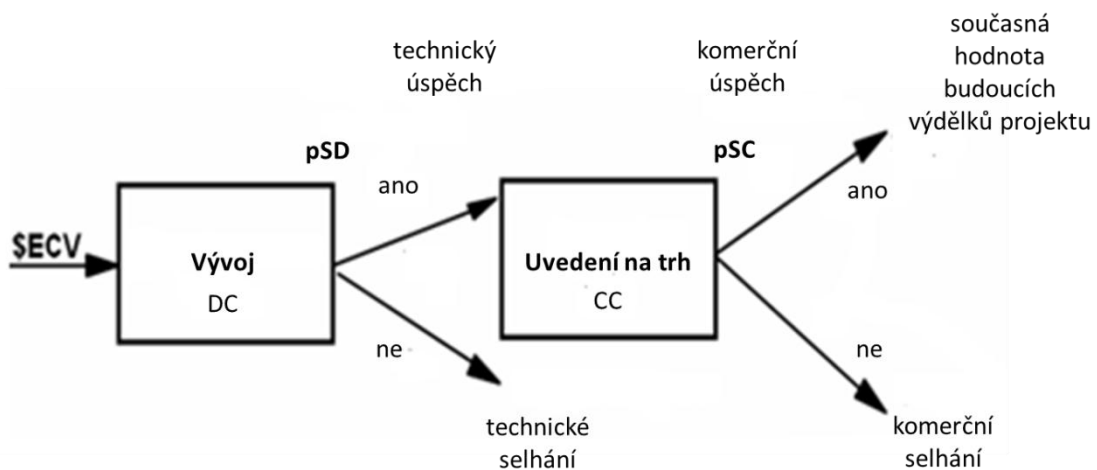 technický
úspěch
komerční
úspěch
současná
hodnota
budoucích
výdělků projektu
pSD
pSC
ano
ano
$ECV
Vývoj
DC
Uvedení na trh
CC
ne
ne
technické
selhání
komerční
selhání